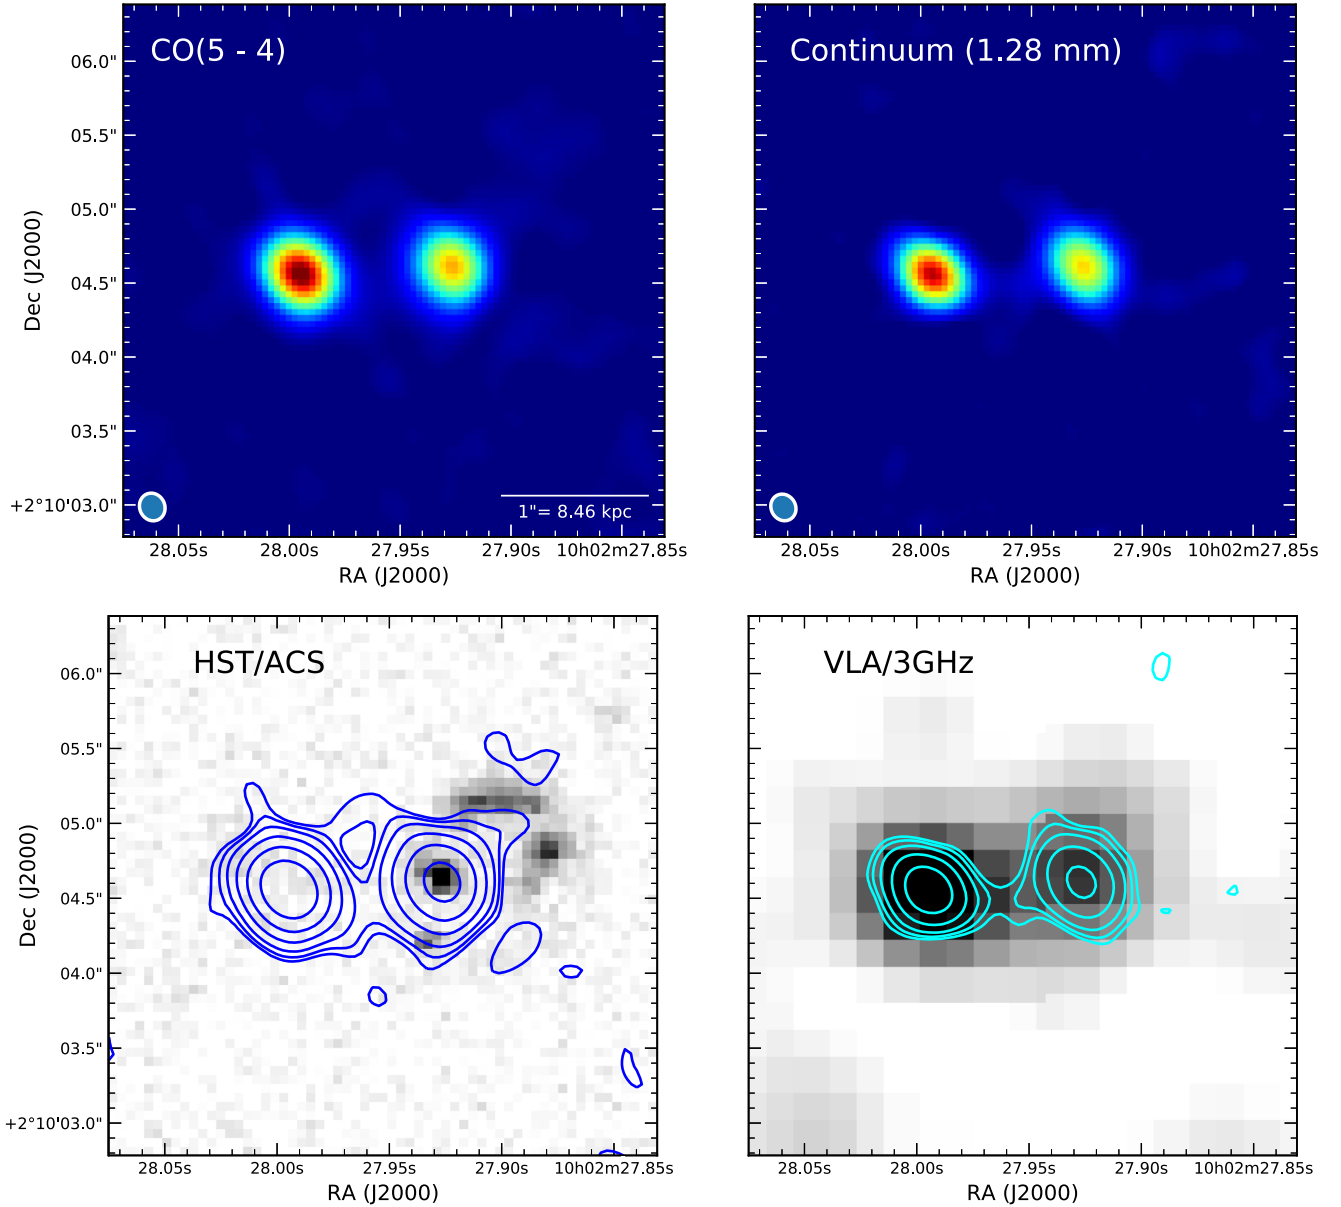 CO(5 - 4)
Continuum (1.28 mm)
06.0"
05.5"
05.0"
04.5"
04.0"
03.5"
+2°10'03.0"
Dec (J2000)
1"= 8.46 kpc
28.05s 28.00s 27.95s 27.90s 10h02m27.85s
RA (J2000)
28.05s 28.00s 27.95s 27.90s 10h02m27.85s
RA (J2000)
HST/ACS
VLA/3GHz
06.0"
05.5"
05.0"
04.5"
04.0"
03.5"
+2°10'03.0"
Dec (J2000)
28.05s 28.00s 27.95s 27.90s 10h02m27.85s
RA (J2000)
28.05s 28.00s 27.95s 27.90s 10h02m27.85s
RA (J2000)